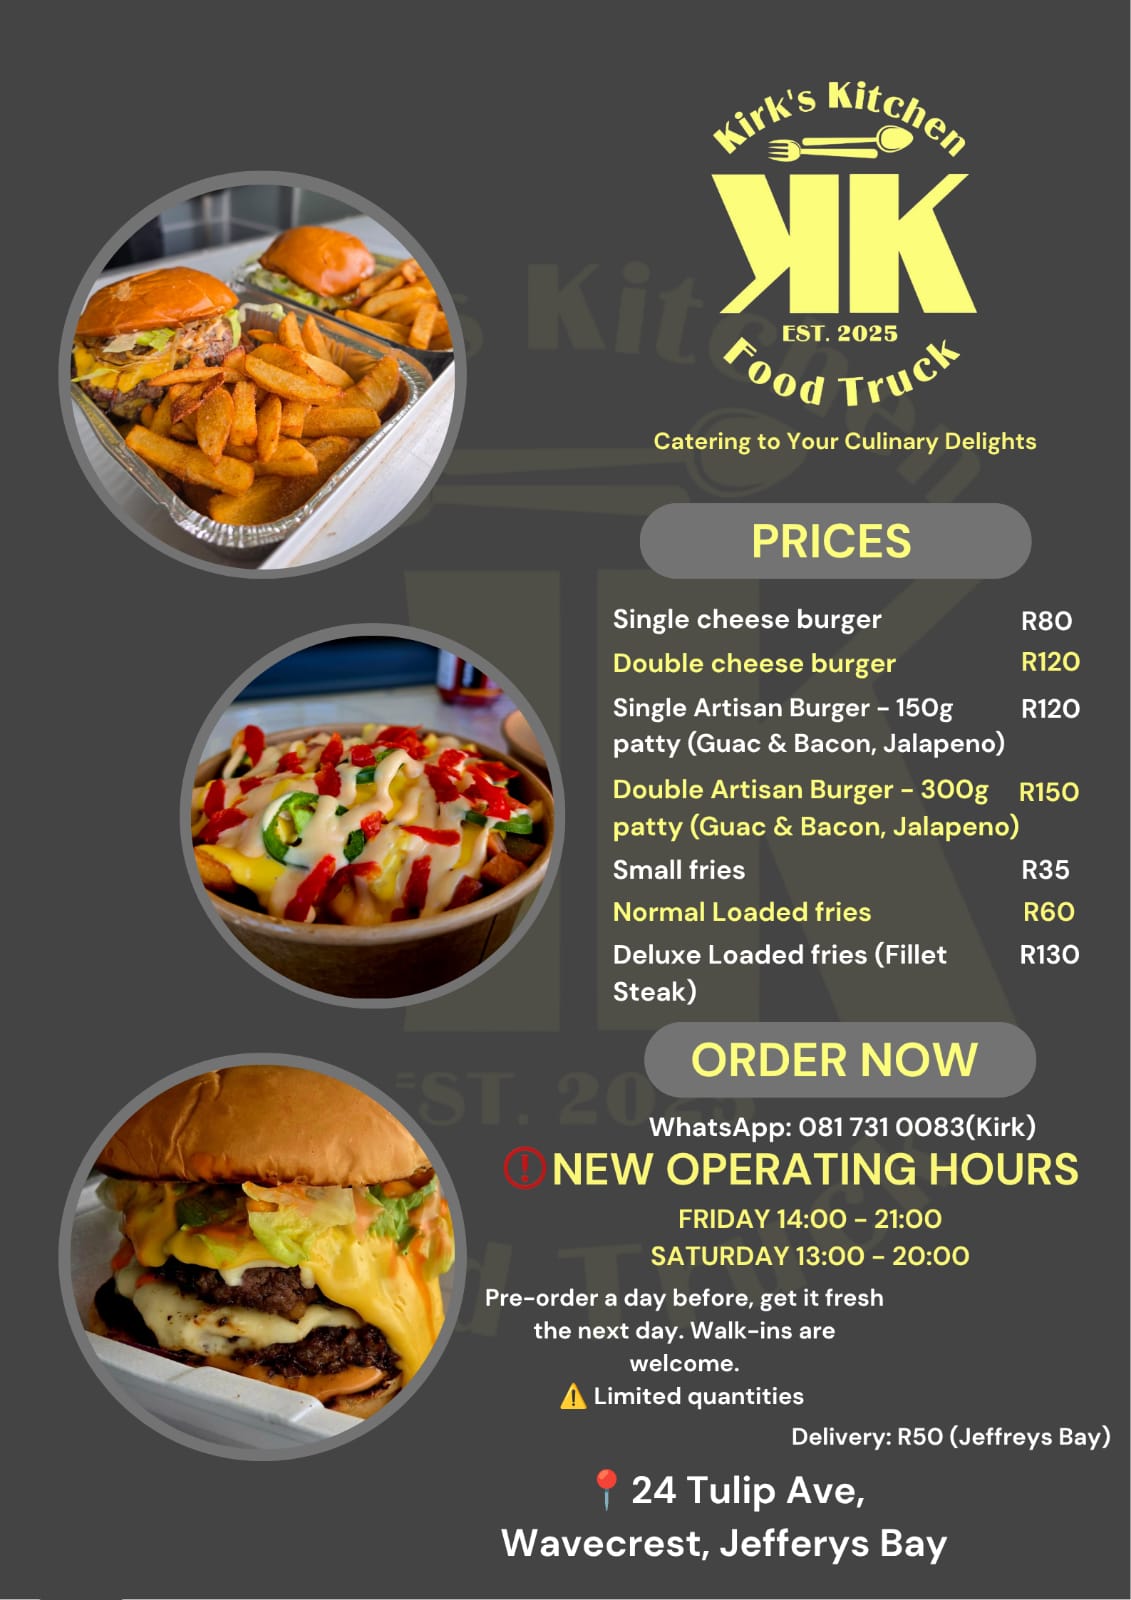 Kirk's Kitchen
KK
EST. 2025
Food Truck
Catering to Your Culinary Delights
PRICES
Single cheese burger R80
Double cheese burger R120
Single Artisan Burger – 150g R120
patty (Guac & Bacon, Jalapeno)
Double Artisan Burger – 300g R150
patty (Guac & Bacon, Jalapeno)
Small fries R35
Normal Loaded fries R60
Deluxe Loaded fries (Fillet R130
Steak)
ORDER NOW
WhatsApp: 081 731 0083(Kirk)
NEW OPERATING HOURS
FRIDAY 14:00 – 21:00
SATURDAY 13:00 – 20:00
Pre-order a day before, get it fresh
the next day. Walk-ins are
welcome.
⚠️ Limited quantities
Delivery: R50 (Jeffreys Bay)
📍 24 Tulip Ave,
Wavecrest, Jefferys Bay